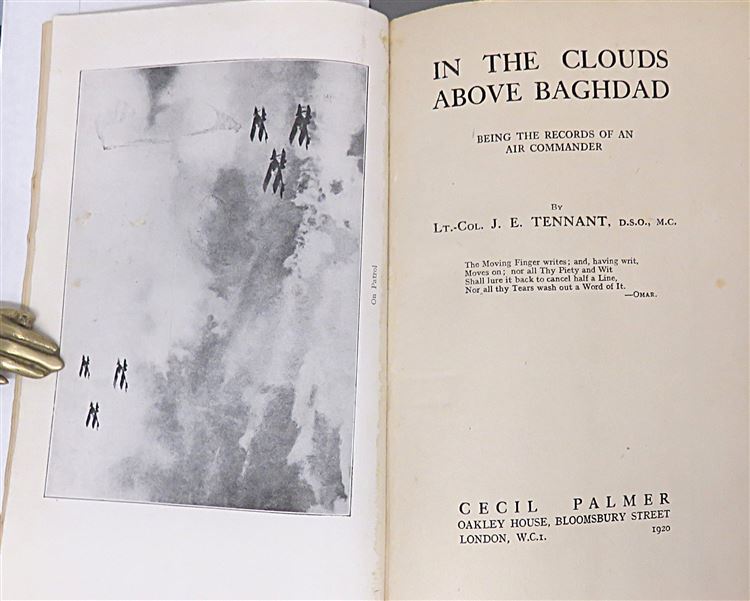 On Patrol
IN THE CLOUDS
ABOVE BAGHDAD
BEING THE RECORDS OF AN
AIR COMMANDER
By
Lt.-Col. J. E. TENNANT, D.S.O., M.C.
The Moving Finger writes; and, having writ,
Moves on; nor all Thy Piety and Wit
Shall lure it back to cancel half a Line,
Nor all thy Tears wash out a Word of It.
—Omar.
CECIL PALMER
OAKLEY HOUSE, BLOOMSBURY STREET
LONDON, W.C.1. 1920